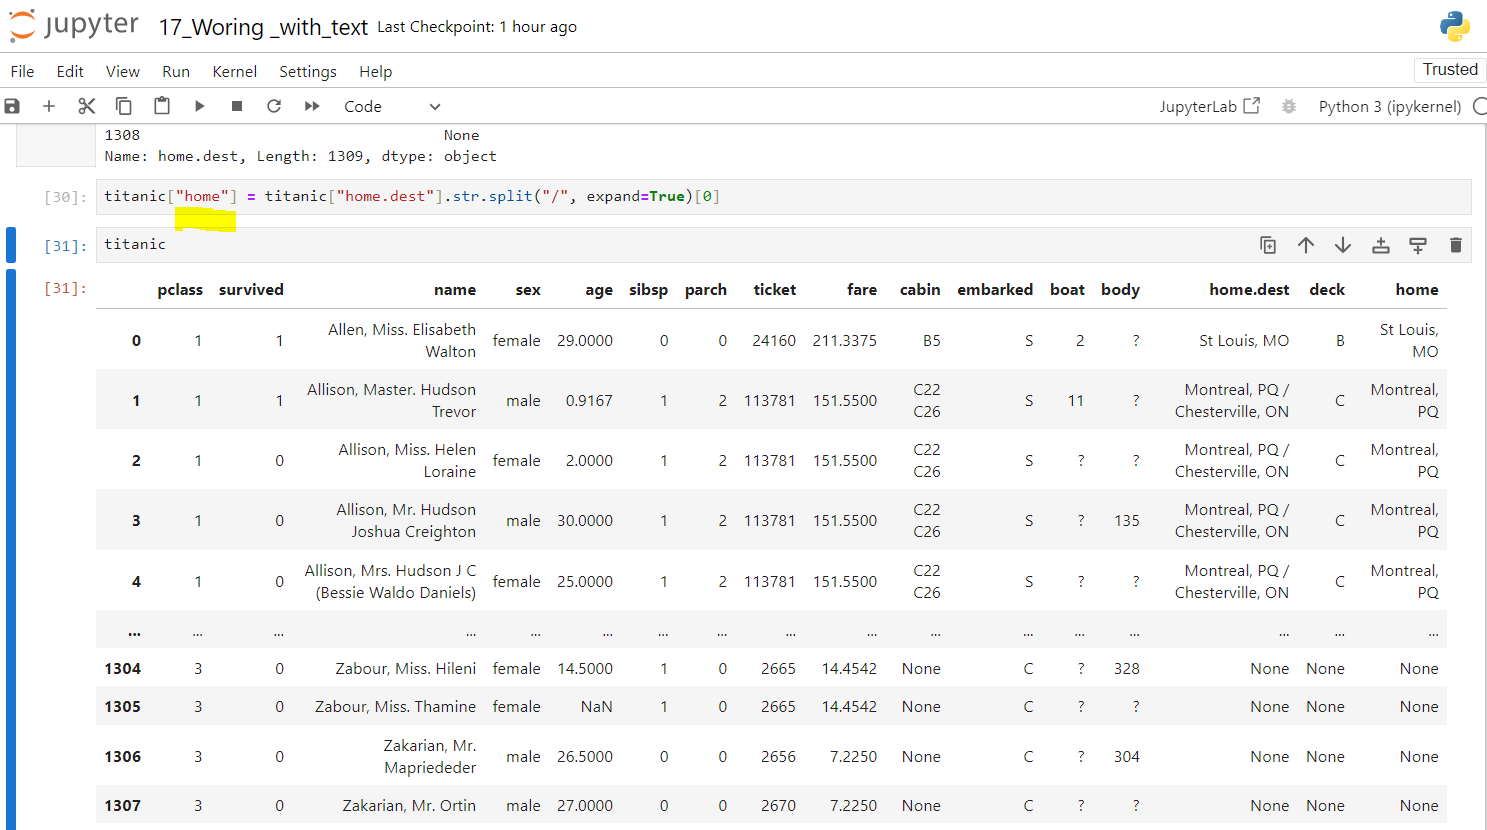 jupyter 17_Woring _with_text Last Checkpoint: 1 hour ago
File Edit View Run Kernel Settings Help Trusted
Code JupyterLab Python 3 (ipykernel)
1308 None
Name: home.dest, Length: 1309, dtype: object
[30]: titanic["home"] = titanic["home.dest"].str.split("/", expand=True)[0]
[31]: titanic
[31]: pclass survived name sex age sibsp parch ticket fare cabin embarked boat body home.dest deck home
0 1 1 Allen, Miss. Elisabeth Walton female 29.0000 0 0 24160 211.3375 B5 S 2 ? St Louis, MO B St Louis, MO
1 1 1 Allison, Master. Hudson Trevor male 0.9167 1 2 113781 151.5500 C22 C26 S 11 ? Montreal, PQ / Chesterville, ON C Montreal, PQ
2 1 0 Allison, Miss. Helen Loraine female 2.0000 1 2 113781 151.5500 C22 C26 S ? ? Montreal, PQ / Chesterville, ON C Montreal, PQ
3 1 0 Allison, Mr. Hudson Joshua Creighton male 30.0000 1 2 113781 151.5500 C22 C26 S ? 135 Montreal, PQ / Chesterville, ON C Montreal, PQ
4 1 0 Allison, Mrs. Hudson J C (Bessie Waldo Daniels) female 25.0000 1 2 113781 151.5500 C22 C26 S ? ? Montreal, PQ / Chesterville, ON C Montreal, PQ
... ... ... ... ... ... ... ... ... ... ... ... ... ... ... ... ...
1304 3 0 Zabour, Miss. Hileni female 14.5000 1 0 2665 14.4542 None C ? 328 None None None
1305 3 0 Zabour, Miss. Thamine female NaN 1 0 2665 14.4542 None C ? ? None None None
1306 3 0 Zakarian, Mr. Mapriededer male 26.5000 0 0 2656 7.2250 None C ? 304 None None None
1307 3 0 Zakarian, Mr. Ortin male 27.0000 0 0 2670 7.2250 None C ? ? None None None